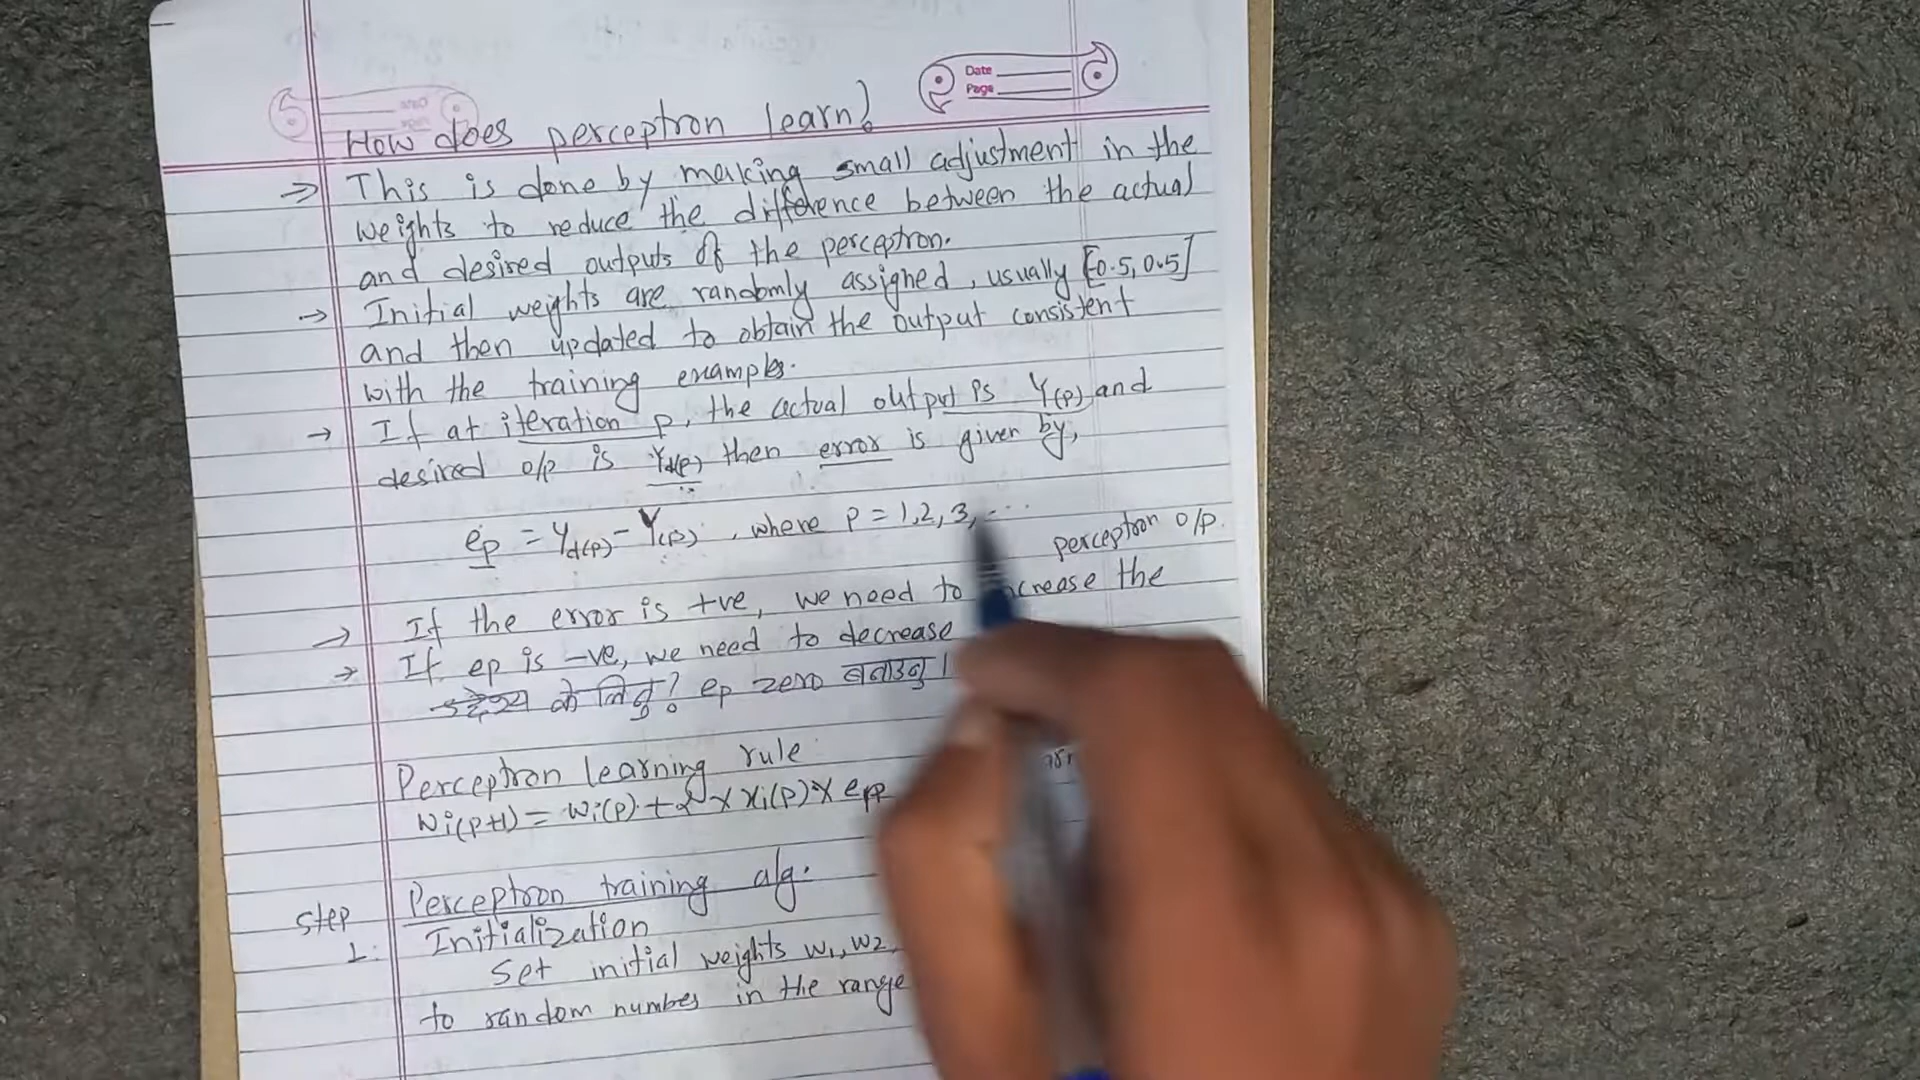 Date
Page
How does perceptron learn?
=> This is done by making small adjustment in the
weights to reduce the difference between the actual
and desired outputs of the perceptron.
→ Initial weights are randomly assigned, usually [-0.5, 0.5]
and then updated to obtain the output consistent
with the training examples.
→ If at iteration p, the actual output is Y(p) and
desired o/p is Yd(p) then error is given by,
ep = Yd(p) - Y(p), where p = 1,2,3,...
perceptron o/p.
→ If the error is +ve, we need to increase the
→ If ep is -ve, we need to decrease
उद्देश्य के लिनु? ep zero बनाउनु।
Perceptron learning rule
Wi(p+1) = Wi(p) + α × xi(p) × ep
Perceptron training alg.
Step 1. Initialization
Set initial weights w1, w2,
to random numbes in the range